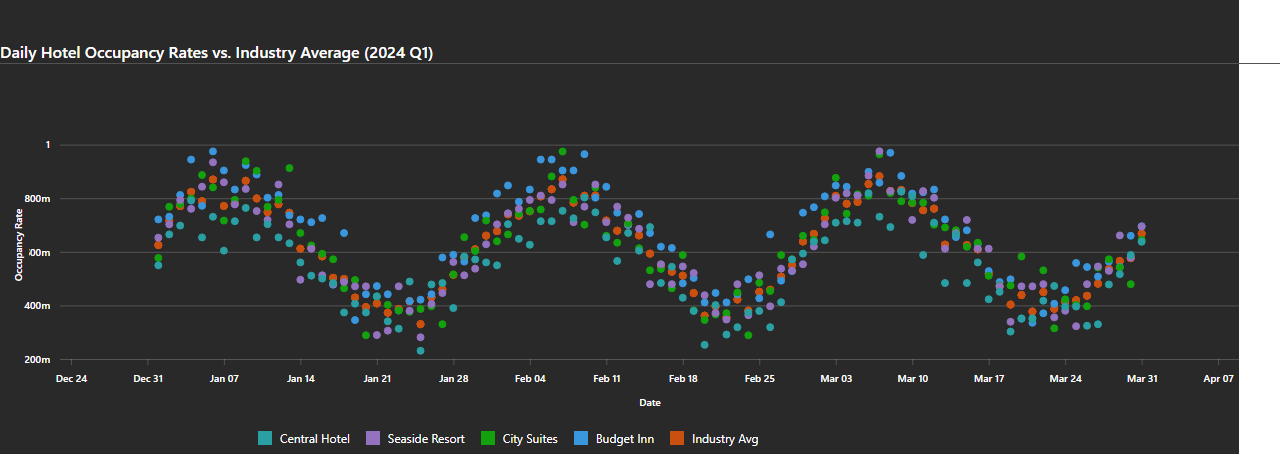 Daily Hotel Occupancy Rates vs. Industry Average (2024 Q1)
Occupancy Rate
1
800m
600m
400m
200m
Dec 24 Dec 31 Jan 07 Jan 14 Jan 21 Jan 28 Feb 04 Feb 11 Feb 18 Feb 25 Mar 03 Mar 10 Mar 17 Mar 24 Mar 31 Apr 07
Date
Central Hotel Seaside Resort City Suites Budget Inn Industry Avg